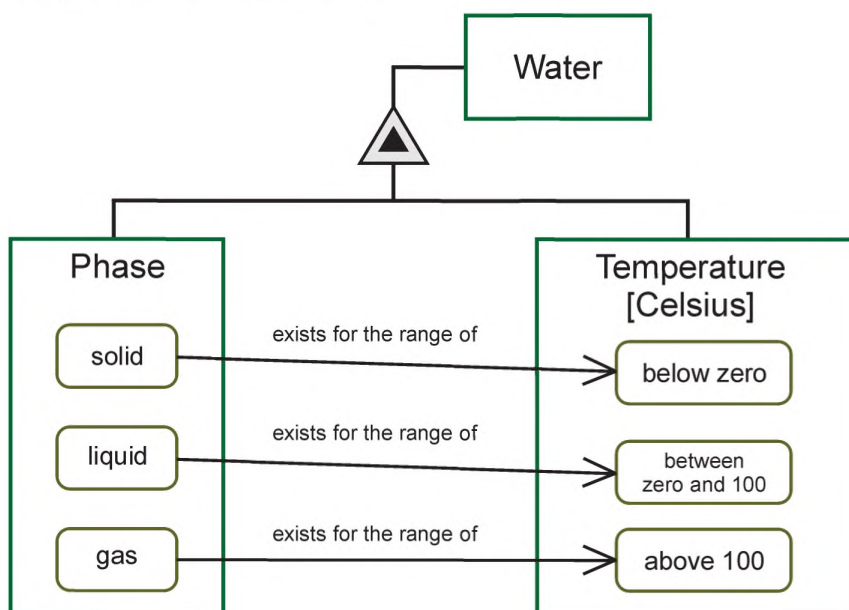 Water
Phase
Temperature
[Celsius]
solid
exists for the range of
below zero
liquid
exists for the range of
between
zero and 100
gas
exists for the range of
above 100